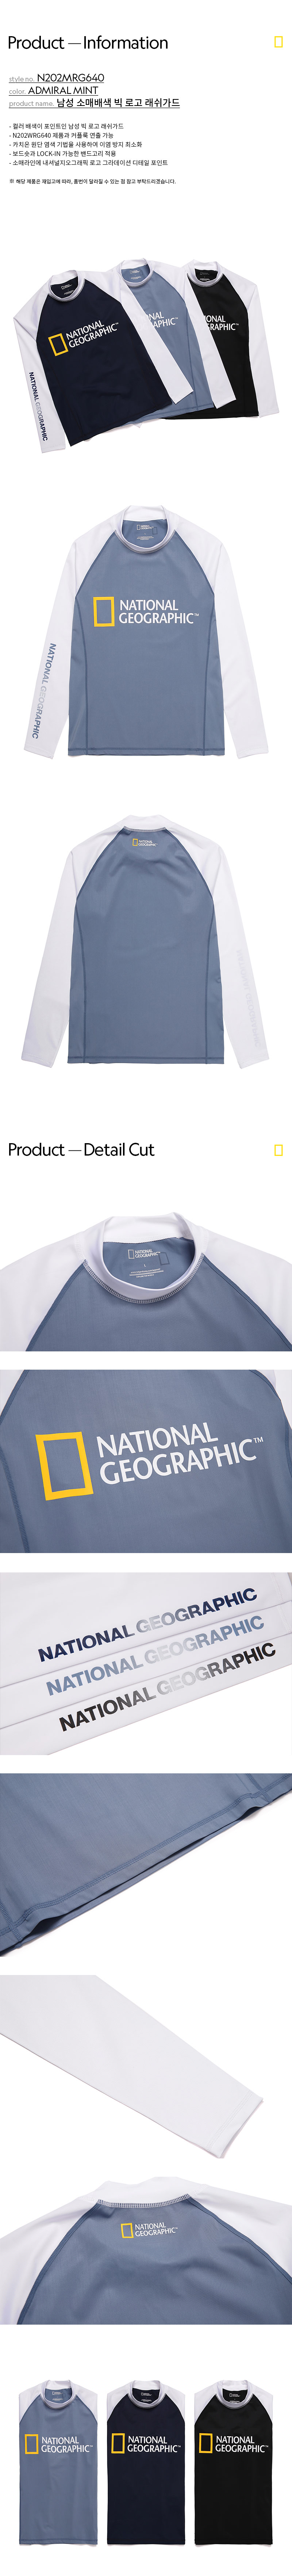 Product — Information
style no. N202MRG640
color. ADMIRAL MINT
product name. 남성 소매배색 빅 로고 래쉬가드
- 컬러 배색이 포인트인 남성 빅 로고 래쉬가드
- N202WRG640 제품과 커플룩 연출 가능
- 카치온 원단 염색 기법을 사용하여 이염 방지 최소화
- 보드숏과 LOCK-IN 가능한 밴드고리 적용
- 소매라인에 내셔널지오그래픽 로고 그라데이션 디테일 포인트
※ 해당 제품은 재입고에 따라, 품번이 달라질 수 있는 점 참고 부탁드리겠습니다.
NATIONAL
GEOGRAPHIC™
NATIONAL GEOGRAPHIC
NATIONAL
GEOGRAPHIC™
NATIONAL GEOGRAPHIC
NATIONAL
GEOGRAPHIC
Product — Detail Cut
NATIONAL
GEOGRAPHIC
L
NATIONAL
GEOGRAPHIC™
NATIONAL GEOGRAPHIC
NATIONAL GEOGRAPHIC
NATIONAL GEOGRAPHIC
NATIONAL
GEOGRAPHIC™
NATIONAL
GEOGRAPHIC™
NATIONAL
GEOGRAPHIC™
NATIONAL
GEOGRAPHIC™